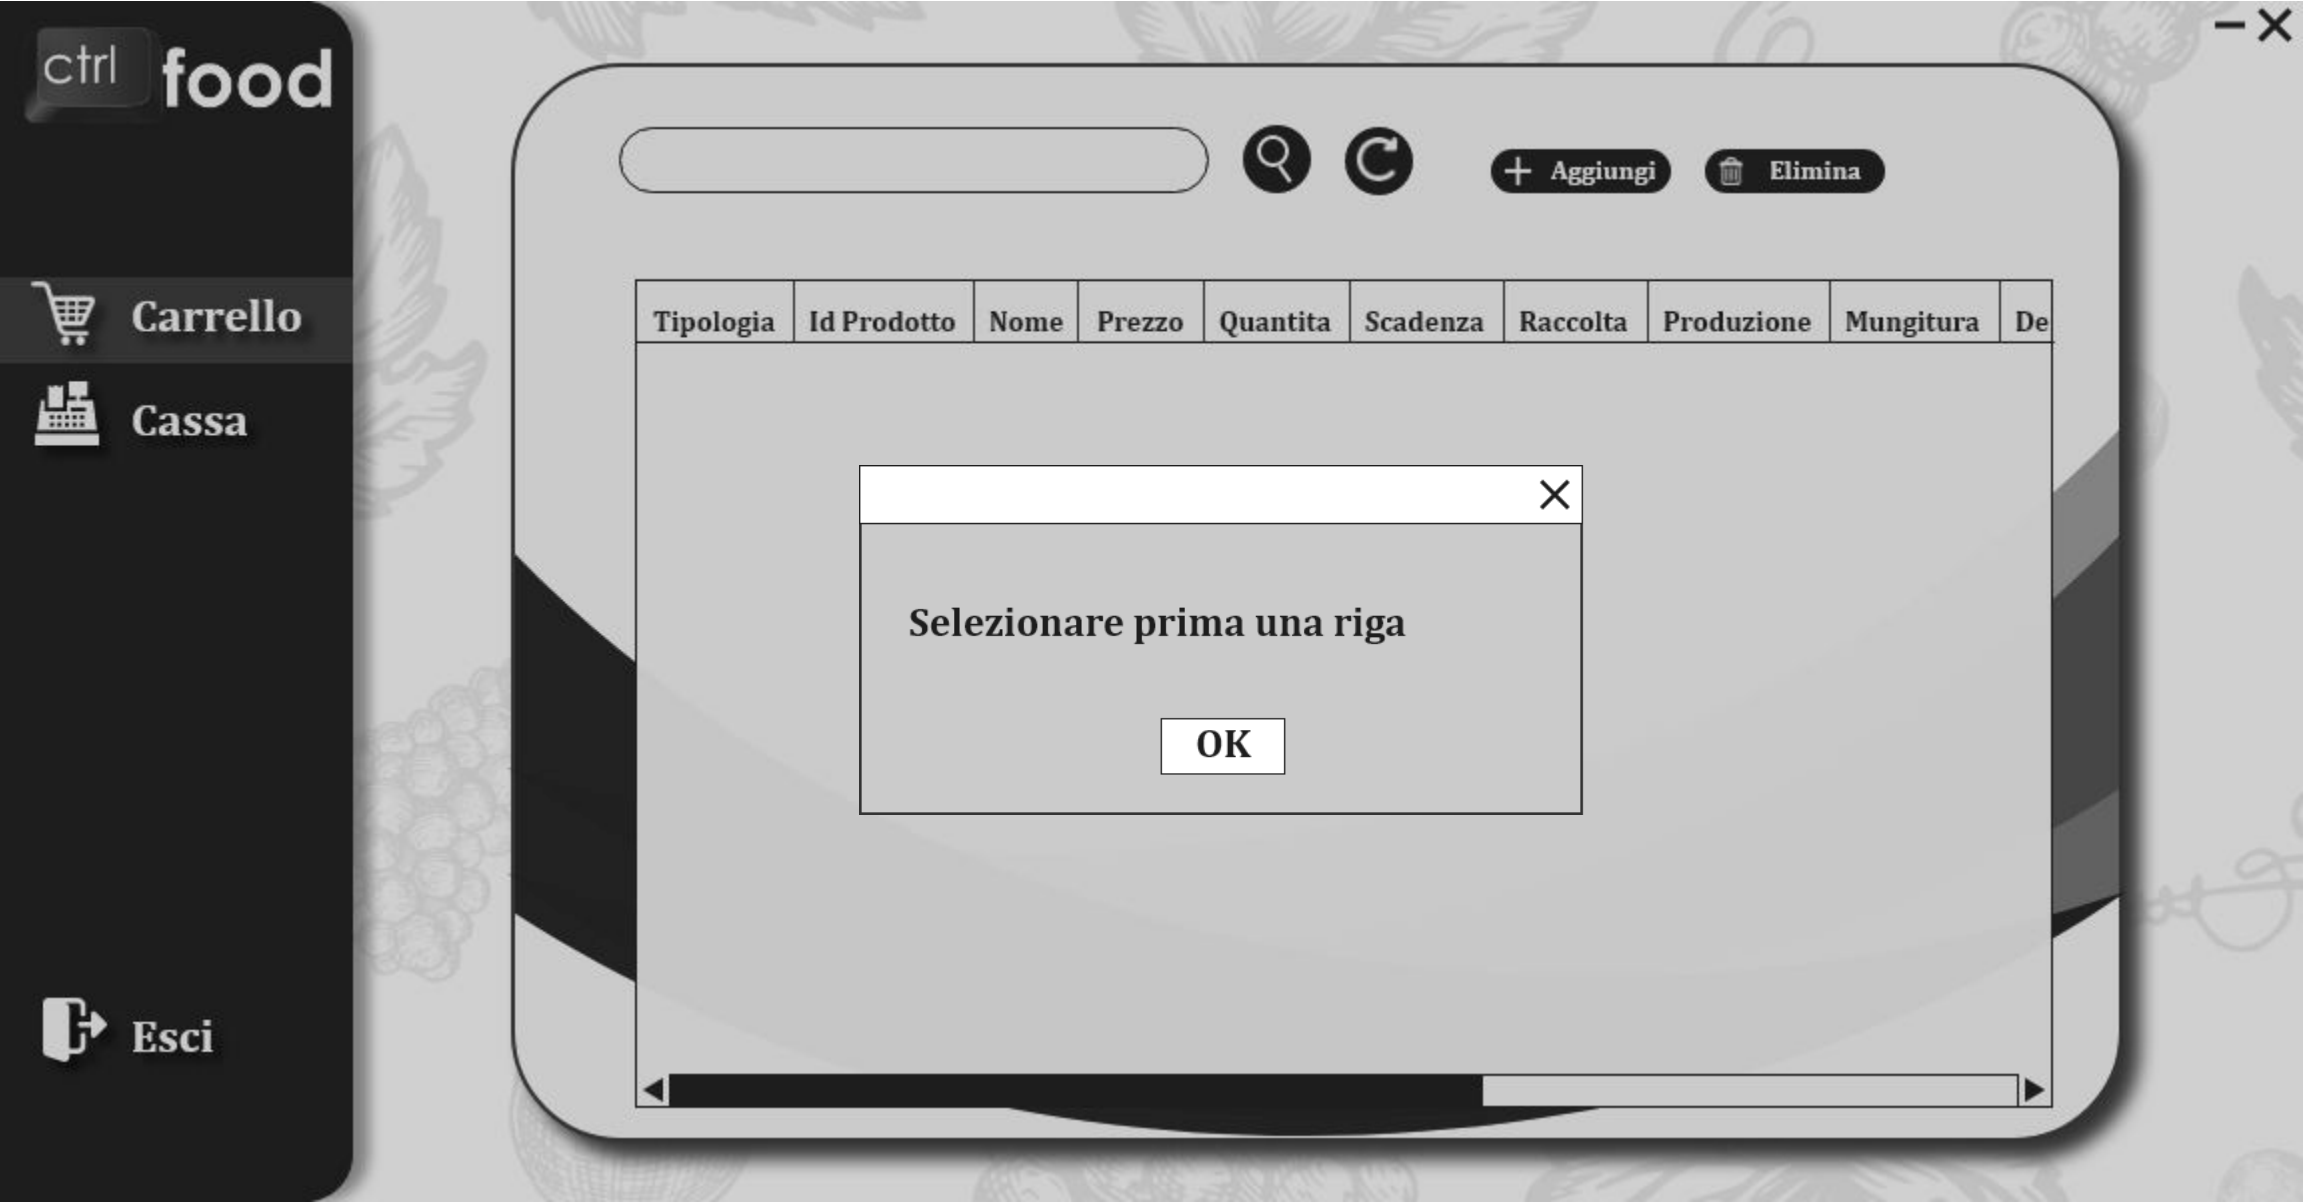 ctrl food
Aggiungi Elimina
Carrello
Cassa
Esci
Tipologia Id Prodotto Nome Prezzo Quantita Scadenza Raccolta Produzione Mungitura De
Selezionare prima una riga
OK